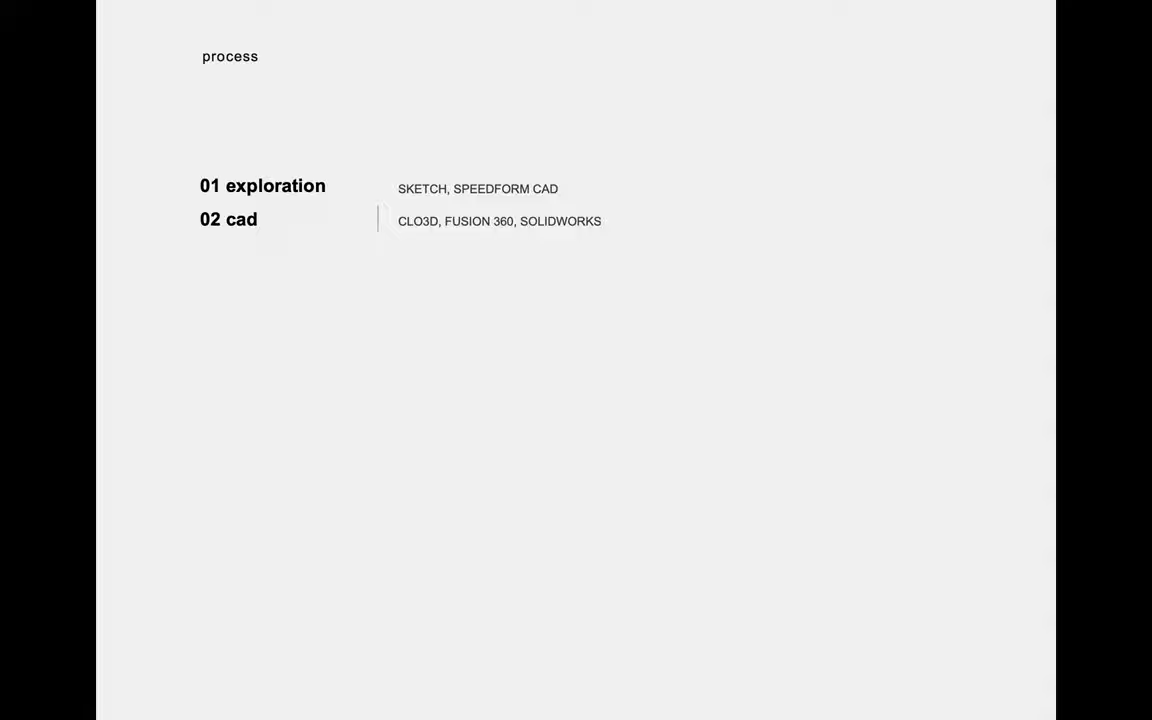 process
01 exploration SKETCH, SPEEDFORM CAD
02 cad CLO3D, FUSION 360, SOLIDWORKS